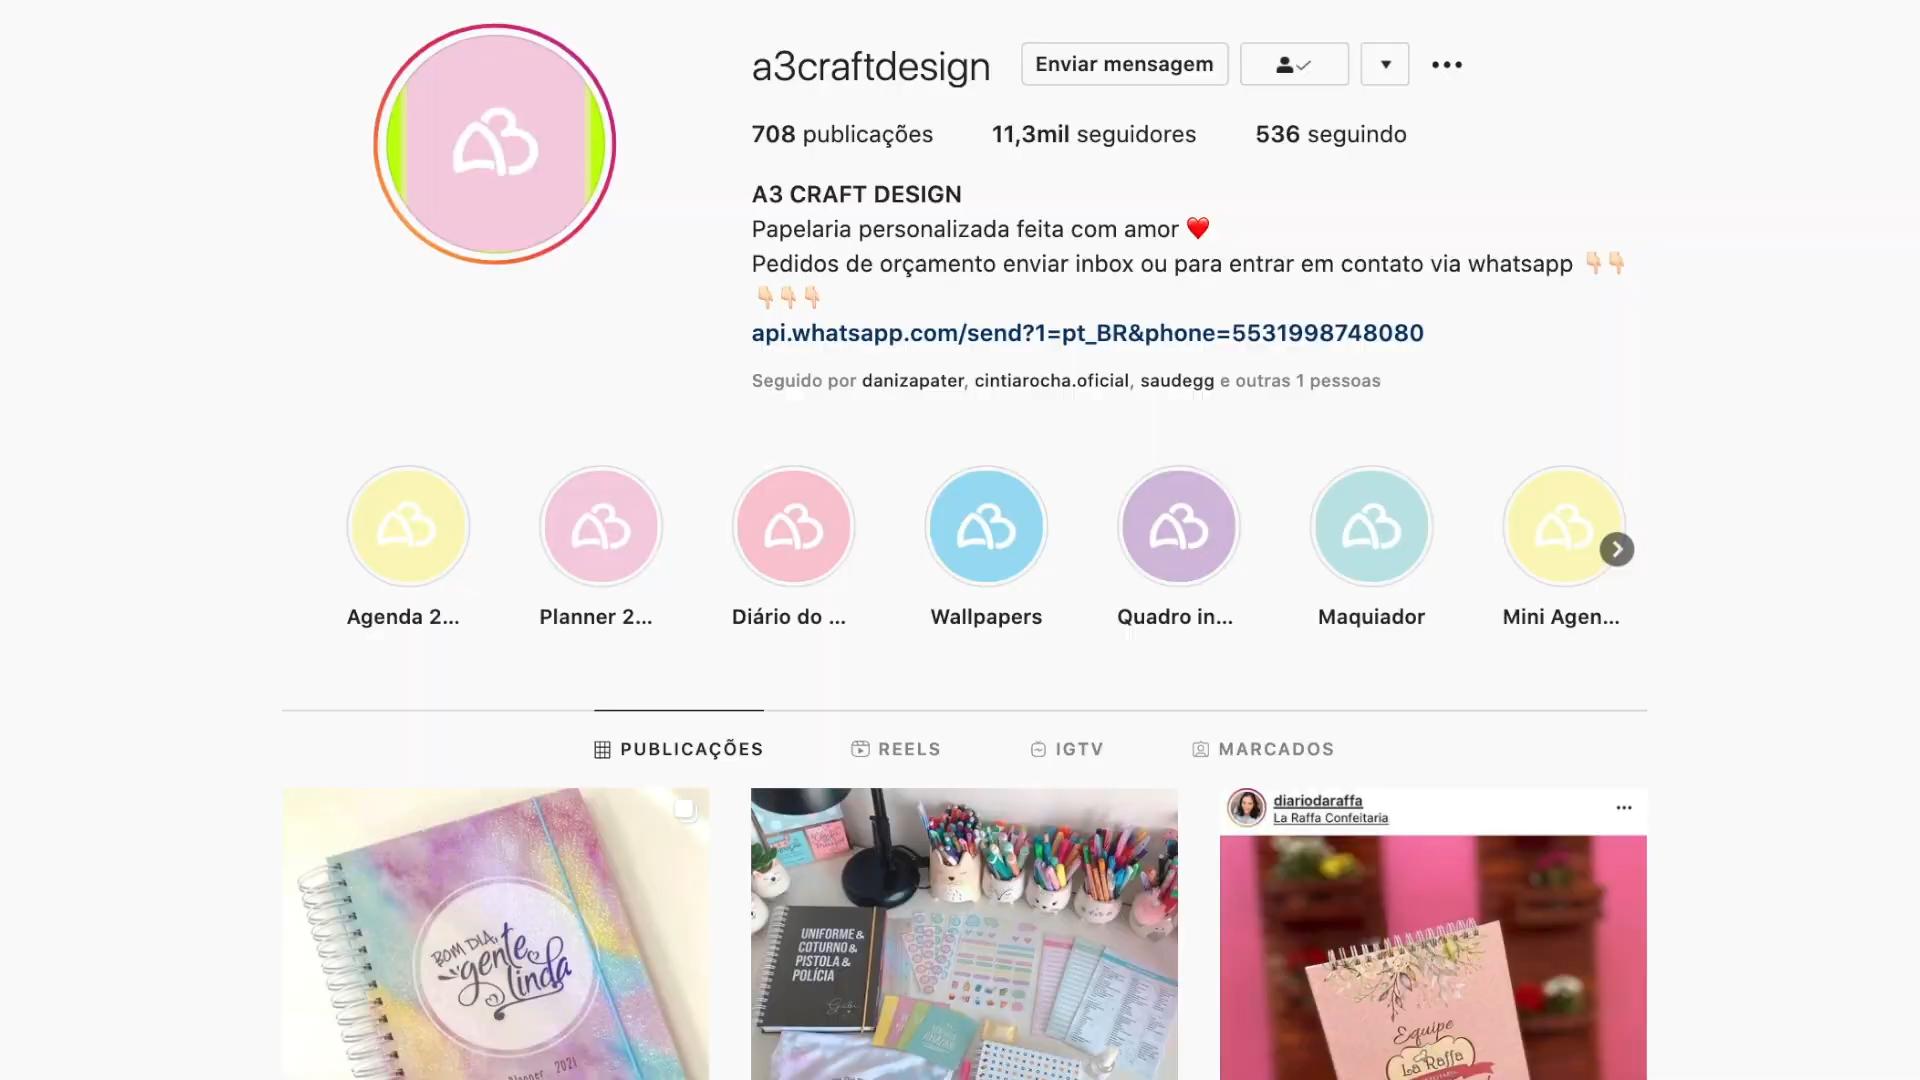 a3craftdesign
Enviar mensagem
708 publicações 11,3mil seguidores 536 seguindo
A3 CRAFT DESIGN
Papelaria personalizada feita com amor ❤️
Pedidos de orçamento enviar inbox ou para entrar em contato via whatsapp 👇🏻👇🏻
👇🏻👇🏻👇🏻
api.whatsapp.com/send?1=pt_BR&phone=5531998748080
Seguido por danizapater, cintiarocha.oficial, saudegg e outras 1 pessoas
Agenda 2... Planner 2... Diário do ... Wallpapers Quadro in... Maquiador Mini Agen...
PUBLICAÇÕES REELS IGTV MARCADOS
BOM DIA,
gente
linda
Planner 2021
UNIFORME &
COTURNO &
PISTOLA &
POLÍCIA
diariodaraffa
La Raffa Confeitaria
Equipe
La Raffa